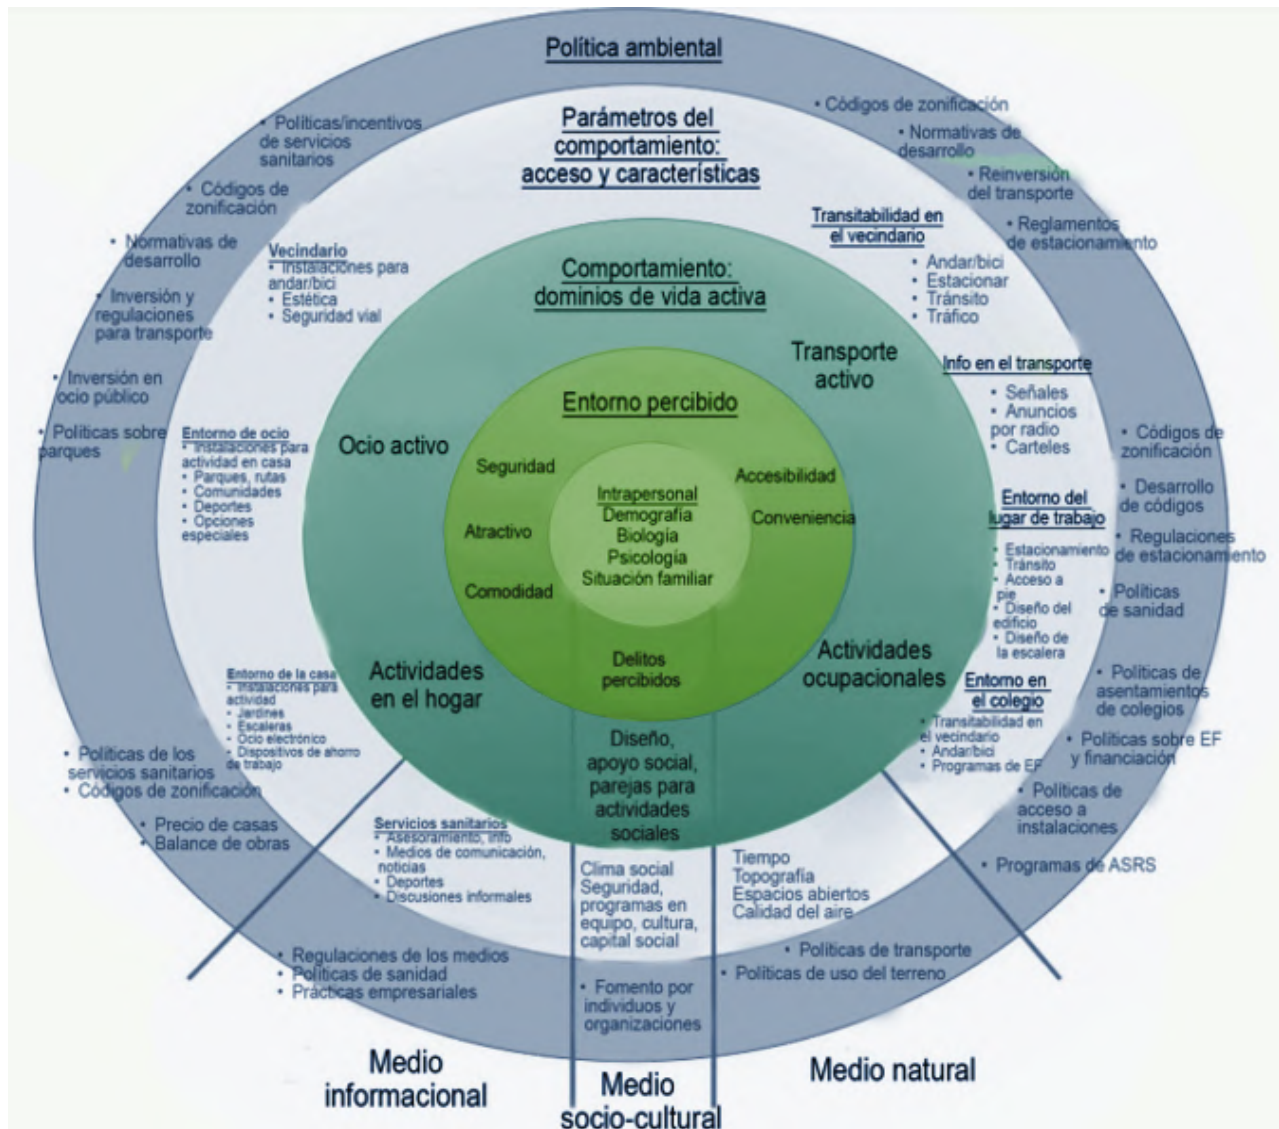 Política ambiental
• Políticas/incentivos
de servicios
sanitarios
• Códigos de
zonificación
• Normativas de
desarrollo
• Inversión y
regulaciones
para transporte
• Inversión en
ocio público
• Políticas sobre
parques
• Códigos de zonificación
• Normativas de
desarrollo
• Reinversión
del transporte
• Reglamentos
de estacionamiento
• Códigos de
zonificación
• Desarrollo
de códigos
• Regulaciones
de estacionamiento
• Políticas
de sanidad
• Políticas de
asentamientos
de colegios
• Políticas sobre EF
y financiación
• Políticas de
acceso a
instalaciones
• Programas de ASRS
Parámetros del
comportamiento:
acceso y características
Vecindario
• Instalaciones para
andar/bici
• Estética
• Seguridad vial
Entorno de ocio
• Instalaciones para
actividad en casa
• Parques, rutas
• Comunidades
• Deportes
• Opciones
especiales
Entorno de la casa
• Instalaciones para
actividad
• Jardines
• Escaleras
• Ocio electrónico
• Dispositivos de ahorro
de trabajo
Transitabilidad en
el vecindario
• Andar/bici
• Estacionar
• Tránsito
• Tráfico
Info en el transporte
• Señales
• Anuncios
por radio
• Carteles
Entorno del
lugar de trabajo
• Estacionamiento
• Tránsito
• Acceso a
pie
• Diseño del
edificio
• Diseño de
la escalera
Entorno en
el colegio
• Transitabilidad en
el vecindario
• Andar/bici
• Programas de EF
Comportamiento:
dominios de vida activa
Ocio activo
Transporte
activo
Actividades
en el hogar
Actividades
ocupacionales
Entorno percibido
Seguridad
Atractivo
Comodidad
Accesibilidad
Conveniencia
Delitos
percibidos
Intrapersonal
Demografía
Biología
Psicología
Situación familiar
Diseño,
apoyo social,
parejas para
actividades
sociales
• Políticas de los
servicios sanitarios
• Códigos de zonificación
• Precio de casas
• Balance de obras
Servicios sanitarios
• Asesoramiento, info
• Medios de comunicación,
noticias
• Deportes
• Discusiones informales
Clima social
Seguridad,
programas en
equipo, cultura,
capital social
Tiempo
Topografía
Espacios abiertos
Calidad del aire
• Regulaciones de los medios
• Políticas de sanidad
• Prácticas empresariales
• Fomento por
individuos y
organizaciones
• Políticas de transporte
• Políticas de uso del terreno
Medio
informacional
Medio
socio-cultural
Medio natural